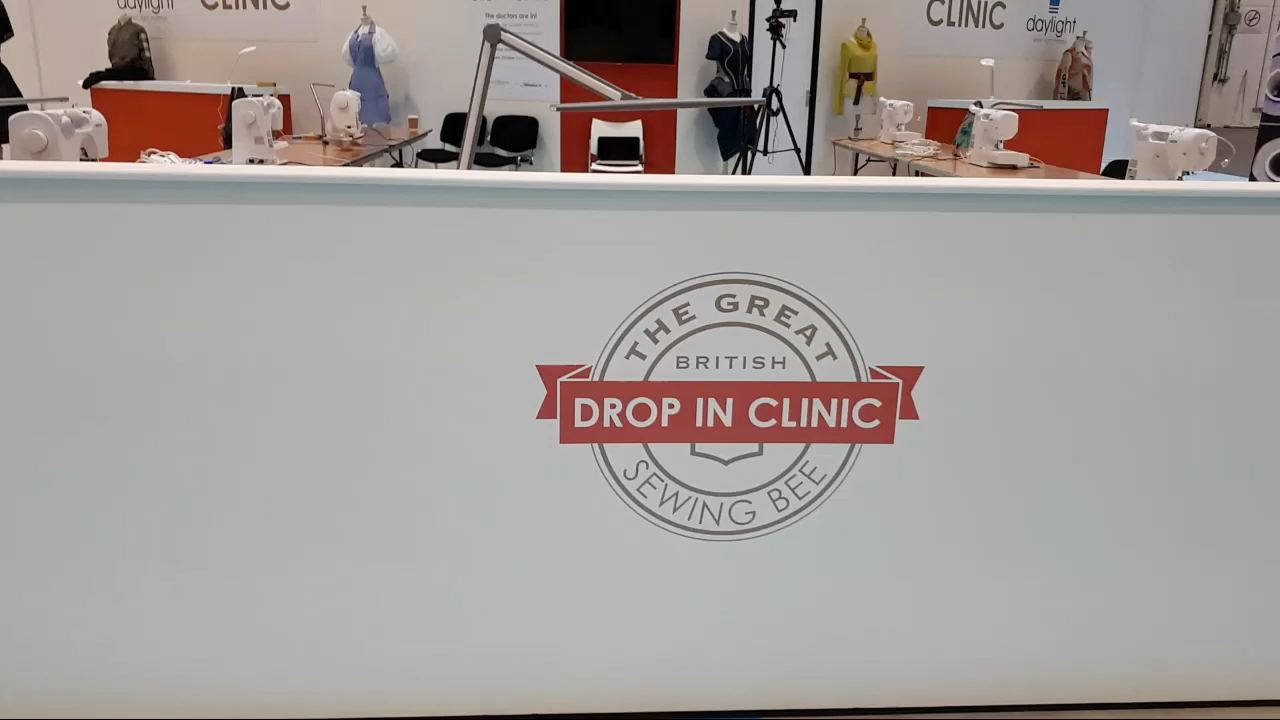 daylight
CLINIC
The doctors are in!
CLINIC
daylight
THE GREAT
BRITISH
DROP IN CLINIC
SEWING BEE